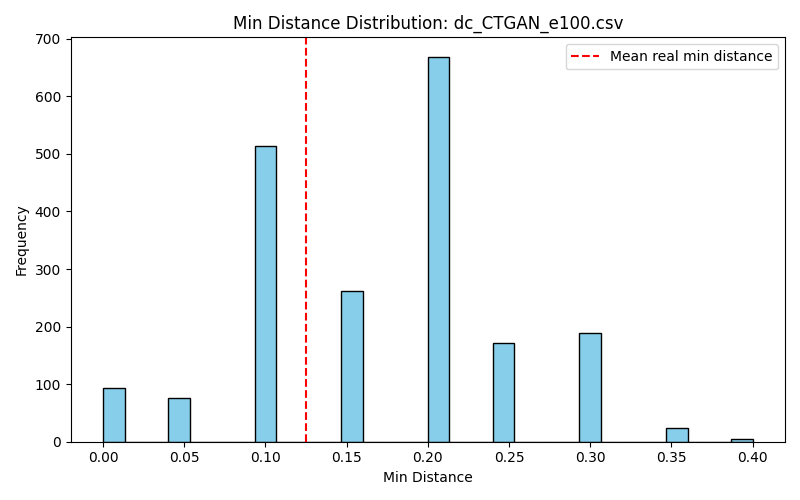 Min Distance Distribution: dc_CTGAN_e100.csv
Mean real min distance
Frequency
700
600
500
400
300
200
100
0
0.00 0.05 0.10 0.15 0.20 0.25 0.30 0.35 0.40
Min Distance